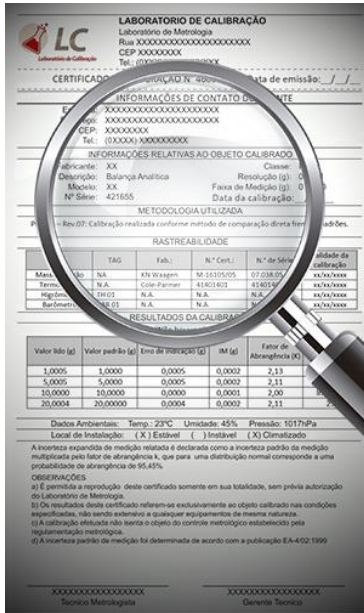 LC
Laboratório de Calibração
LABORATORIO DE CALIBRAÇÃO
Laboratório de Metrologia
Rua XXXXXXXXXXXXXXXXXXXXX
CEP XXXXXXXX
Data de emissão:__/__/__
INFORMAÇÕES DE CONTATO
CEP: XXXXXXXX
Tel.: (0XXXX) XXXXXXXX
INFORMAÇÕES RELATIVAS AO OBJETO CALIBRADO
Fabricante: XX Classe:
Descrição: Balança Analítica Resolução (g): 0
Modelo: XX Faixa de Medição (g): 0
Nº Série: 421655 Data da calibração:
METODOLOGIA UTILIZADA
Rev.07: Calibração realizada conforme método de comparação direta
RASTREABILIDADE
TAG Fab.: N.° Cert.: N.° de Série calibração
NA KN Waagen M-16105/05 07.038.05 xx/xx/xxxx
N.A. Cole-Parmer 41401401 xx/xx/xxxx
TH 01 N.A. N.A. N.A. xx/xx/xxxx
N.A. N.A. xx/xx/xxxx
RESULTADOS DA
Valor lido (g) Valor padrão (g) Erro de indicação (g) IM (g) Fator de Abrangência (K)
1,0005 1,0000 0,0005 0,0002 2,13
5,0005 5,0000 0,0005 0,0002 2,11
10,0000 10,0000 0,0000 0,0001 2,00
20,0004 20,00000 0,0004 0,0002 2,11
Dados Ambientais: Temp.: 23ºC Umidade: 45% Pressão: 1017hPa
Local de Instalação: ( X ) Estável ( ) Instável ( X) Climatizado
A incerteza expandida de medição relatada é declarada como a incerteza padrão da medição
multiplicada pelo fator de abrangência k, que para uma distribuição normal corresponde a uma
probabilidade de abrangência de 95,45%.
OBSERVAÇÕES
a) É permitida a reprodução deste certificado somente em sua totalidade, sem prévia autorização
do Laboratório de Metrologia.
b) Os resultados deste certificado referem-se exclusivamente ao objeto calibrado nas condições
especificadas, não sendo extensivo a quaisquer equipamentos de mesma natureza.
c) A calibração efetuada não isenta o objeto do controle metrológico estabelecido pela
regulamentação metrológica.
d) A incerteza padrão de medição foi determinada de acordo com a publicação EA-4/02:1999
XXXXXXXXXXXXXXXXX XXXXXXXXXXXXXXXXX
Tecnico Metrologista Gerente Tecnico